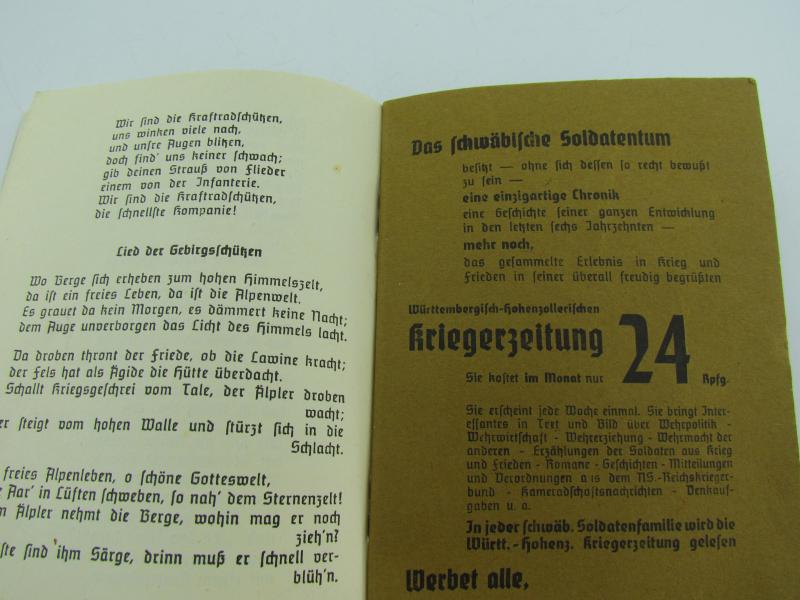 Wir sind die Kraftradschützen,
uns winken viele nach,
und unsre Augen blitzen,
doch find' uns keiner schwach;
gib deinen Strauß von Flieder
einem von der Infanterie.
Wir sind die Kraftradschützen,
die schnellste Kompanie!
Lied der Gebirgsschützen
Wo Berge sich erheben zum hohen Himmelszelt,
da ist ein freies Leben, da ist die Alpenwelt.
Es grauet da kein Morgen, es dämmert keine Nacht;
dem Auge unverborgen das Licht des Himmels lacht.
Da droben thront der Friede, ob die Lawine kracht;
der Fels hat als Ägide die Hütte überdacht.
Schallt Kriegsgeschrei vom Tale, der Älpler droben
wacht;
er steigt vom hohen Walle und stürzt sich in die
Schlacht.
freies Alpenleben, o schöne Gotteswelt,
Aar' in Lüften schweben, so nah' dem Sternenzelt!
Älpler nehmt die Berge, wohin mag er noch
zieh'n?
sind ihm Särge, drinn muß er schnell ver-
blüh'n.
Das schwäbische Soldatentum
besitzt — ohne sich dessen so recht bewußt
zu sein —
eine einzigartige Chronik
eine Geschichte seiner ganzen Entwicklung
in den letzten sechs Jahrzehnten —
mehr noch,
das gesammelte Erlebnis in Krieg und
Frieden in seiner überall freudig begrüßten
Württembergisch-Hohenzollerischen
Kriegerzeitung 24
Sie kostet im Monat nur Rpfg.
Sie erscheint jede Woche einmal. Sie bringt Inter-
essantes in Text und Bild über Wehrpolitik -
Wehrwirtschaft - Wehrerziehung - Wehrmacht der
anderen - Erzählungen der Soldaten aus Krieg
und Frieden - Romane - Geschichten - Mitteilungen
und Verordnungen a is dem NS.-Reichskrieger-
bund - Kameradschaftsnachrichten - Denkauf-
gaben u. a.
In jeder schwäb. Soldatenfamilie wird die
Württ.-Hohenz. Kriegerzeitung gelesen
Werbet alle,